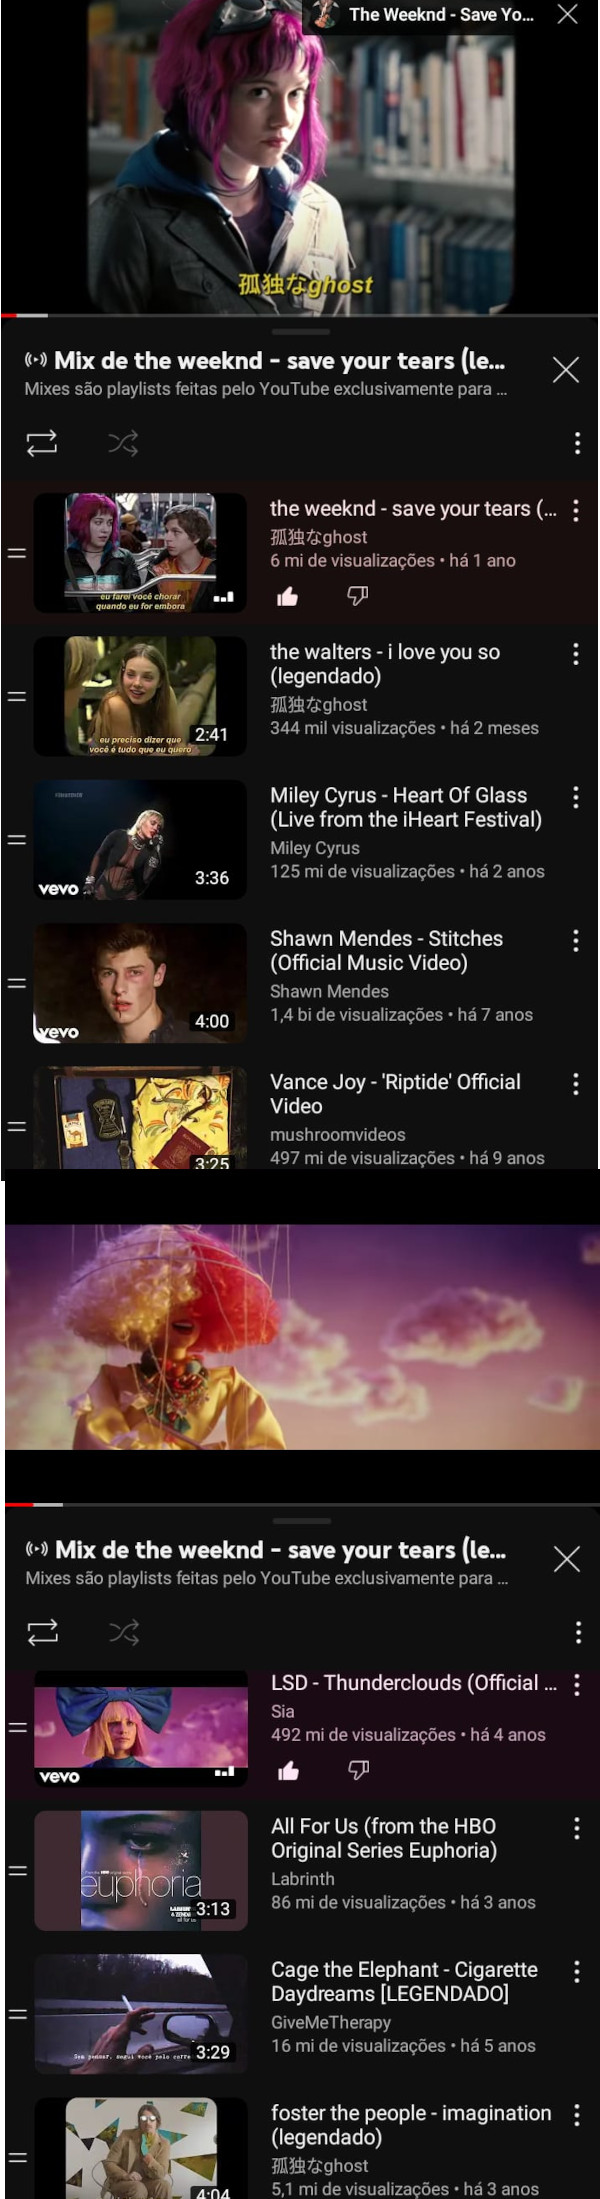 The Weeknd - Save Yo...
孤独なghost
Mix de the weeknd - save your tears (le...
Mixes são playlists feitas pelo YouTube exclusivamente para ...
the weeknd - save your tears (...
孤独なghost
6 mi de visualizações • há 1 ano
eu farei você chorar
quando eu for embora
the walters - i love you so
(legendado)
孤独なghost
344 mil visualizações • há 2 meses
2:41
eu preciso dizer que
você é tudo que eu quero
Miley Cyrus - Heart Of Glass
(Live from the iHeart Festival)
Miley Cyrus
125 mi de visualizações • há 2 anos
3:36
vevo
Shawn Mendes - Stitches
(Official Music Video)
Shawn Mendes
1,4 bi de visualizações • há 7 anos
4:00
vevo
Vance Joy - 'Riptide' Official
Video
mushroomvideos
497 mi de visualizações • há 9 anos
3:25
Mix de the weeknd - save your tears (le...
Mixes são playlists feitas pelo YouTube exclusivamente para ...
LSD - Thunderclouds (Official ...
Sia
492 mi de visualizações • há 4 anos
vevo
All For Us (from the HBO
Original Series Euphoria)
Labrinth
86 mi de visualizações • há 3 anos
euphoria
3:13
Cage the Elephant - Cigarette
Daydreams [LEGENDADO]
GiveMeTherapy
16 mi de visualizações • há 5 anos
3:29
Sem pensar, segui você pelo
foster the people - imagination
(legendado)
孤独なghost
5,1 mi de visualizações • há 3 anos
4:04